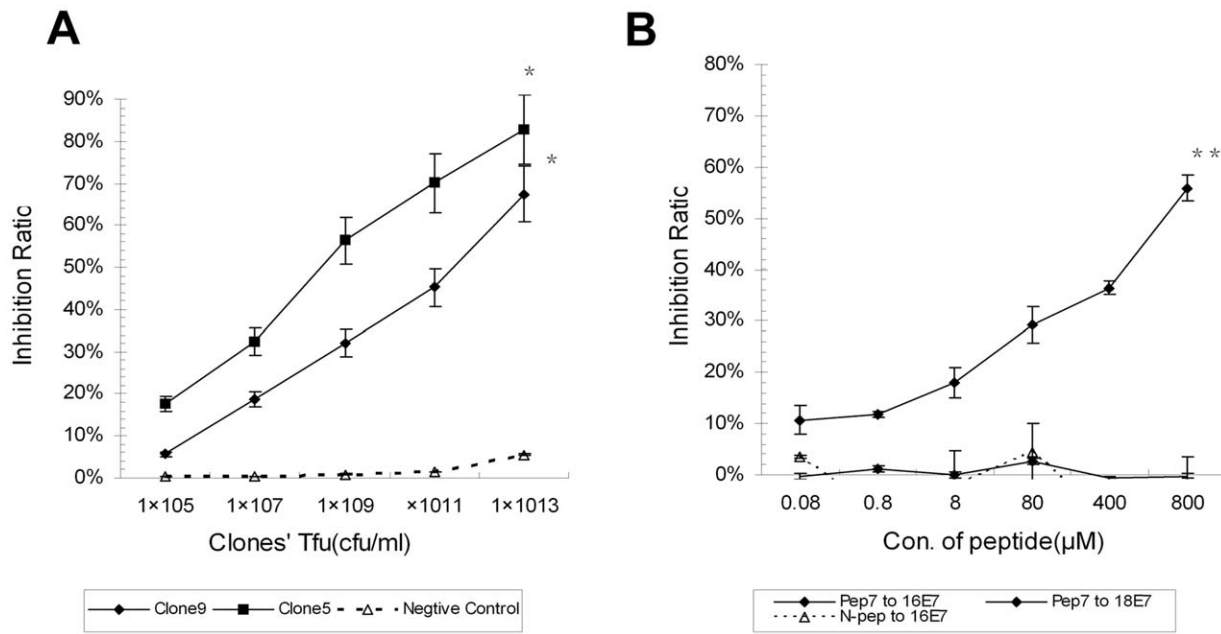 A
Inhibition Ratio
90%
80%
70%
60%
50%
40%
30%
20%
10%
0%
*
*
1×105 1×107 1×109 ×1011 1×1013
Clones' Tfu(cfu/ml)
Clone9 Clone5 Negtive Control
B
Inhibition Ratio
80%
70%
60%
50%
40%
30%
20%
10%
0%
**
0.08 0.8 8 80 400 800
Con. of peptide(μM)
Pep7 to 16E7 Pep7 to 18E7
N-pep to 16E7